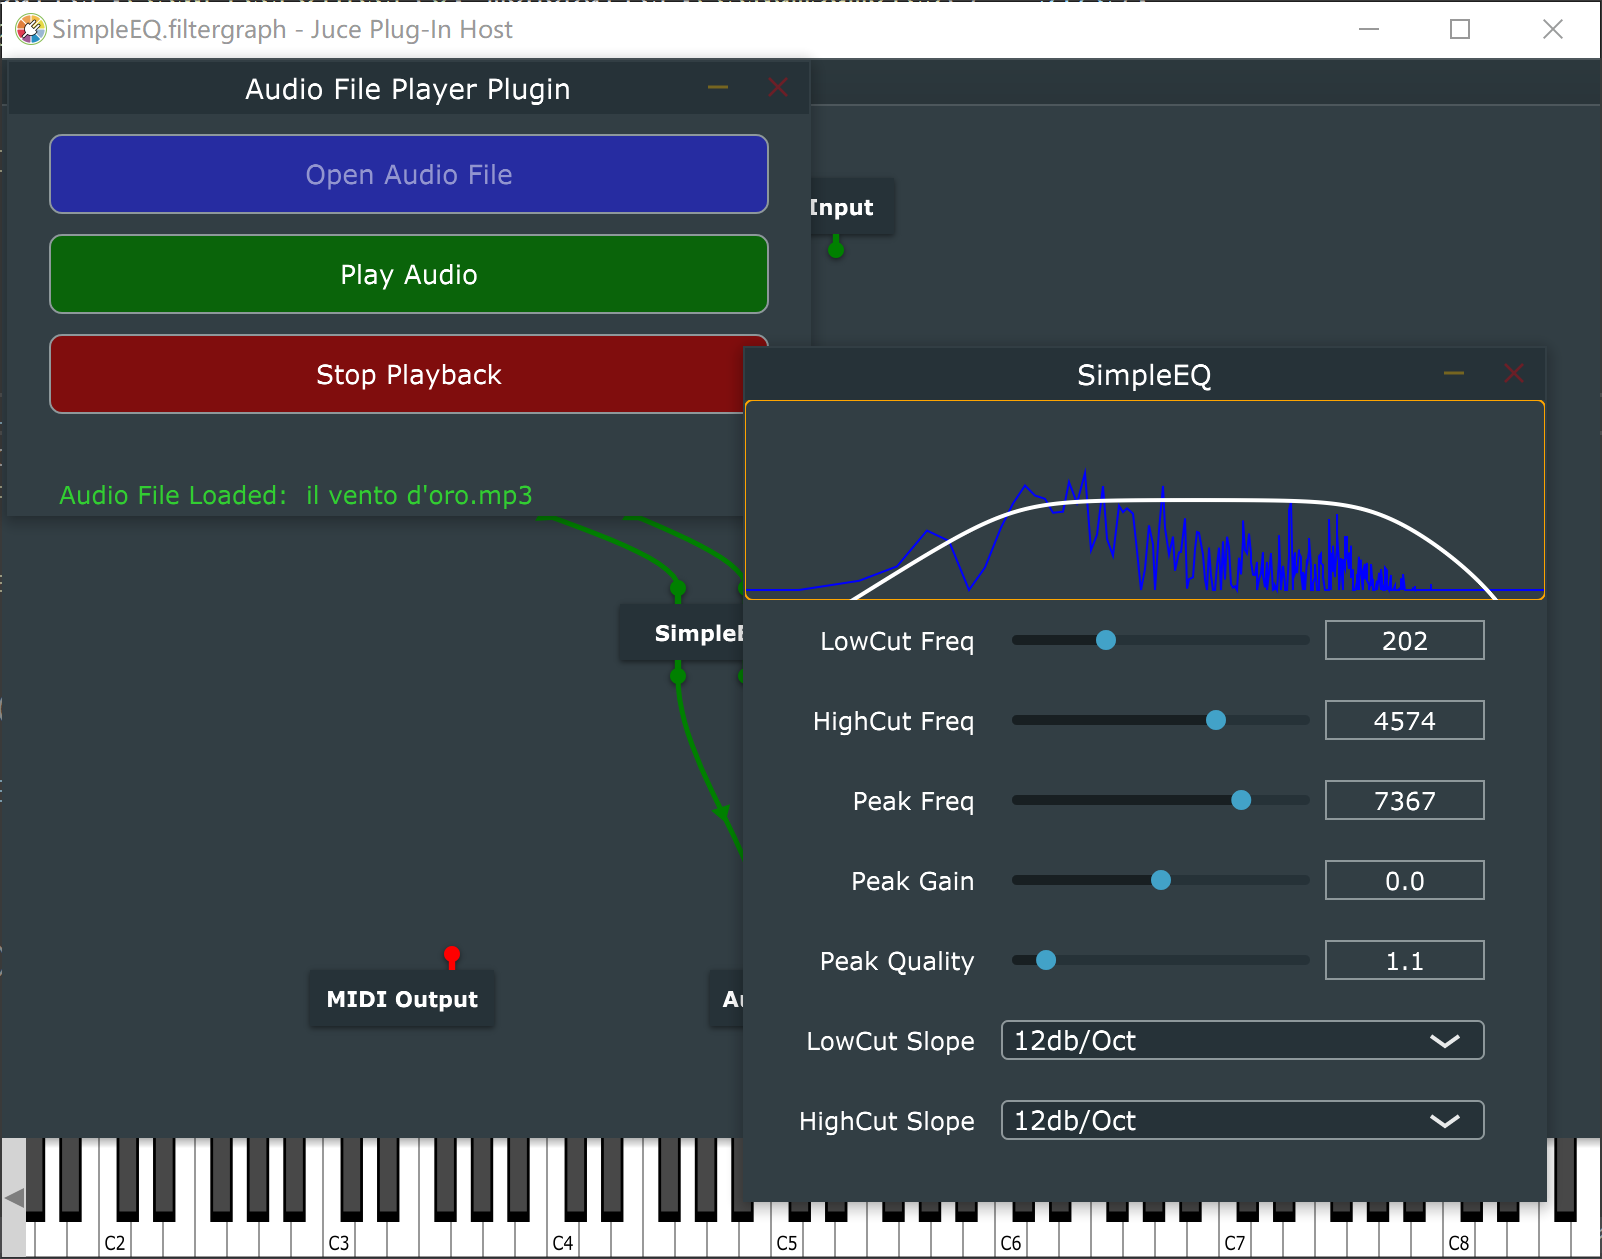 SimpleEQ.filtergraph - Juce Plug-In Host
Audio File Player Plugin
Open Audio File
Play Audio
Stop Playback
Audio File Loaded: il vento d'oro.mp3
Input
SimpleEQ
LowCut Freq 202
HighCut Freq 4574
Peak Freq 7367
Peak Gain 0.0
Peak Quality 1.1
LowCut Slope 12db/Oct
HighCut Slope 12db/Oct
MIDI Output
C2 C3 C4 C5 C6 C7 C8